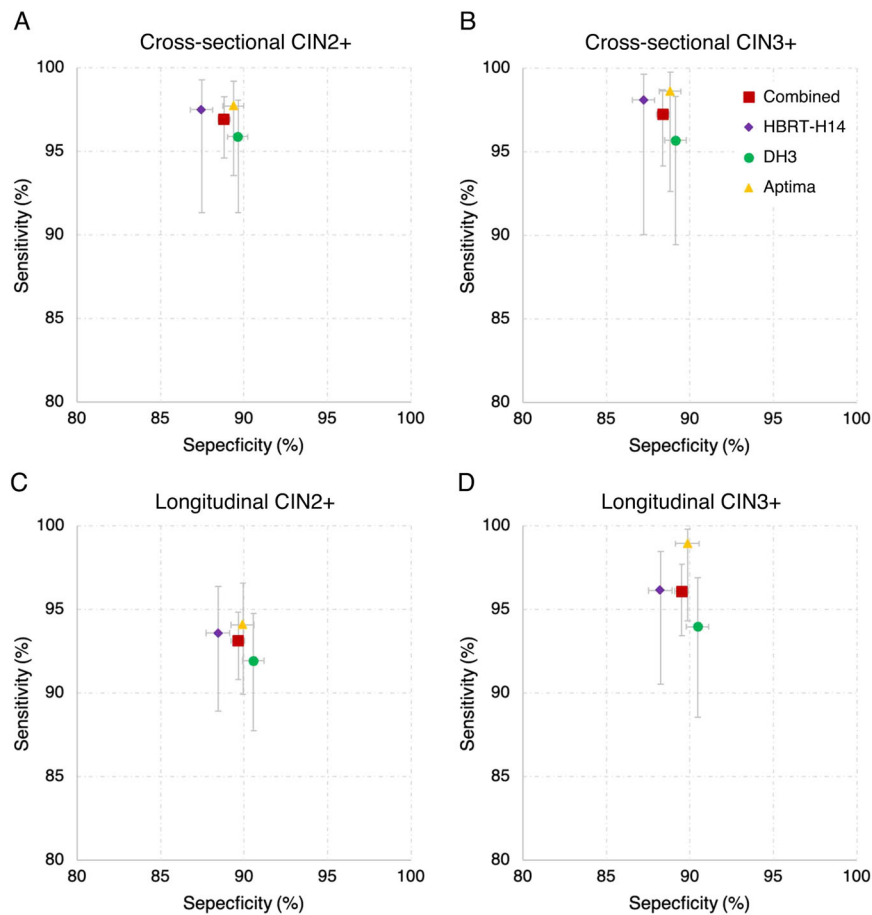 A
Cross-sectional CIN2+
100
95
90
85
80
80 85 90 95 100
Sensitivity (%)
Sepecficity (%)
B
Cross-sectional CIN3+
100
95
90
85
80
80 85 90 95 100
Sensitivity (%)
Sepecficity (%)
Combined
HBRT-H14
DH3
Aptima
C
Longitudinal CIN2+
100
95
90
85
80
80 85 90 95 100
Sensitivity (%)
Sepecficity (%)
D
Longitudinal CIN3+
100
95
90
85
80
80 85 90 95 100
Sensitivity (%)
Sepecficity (%)